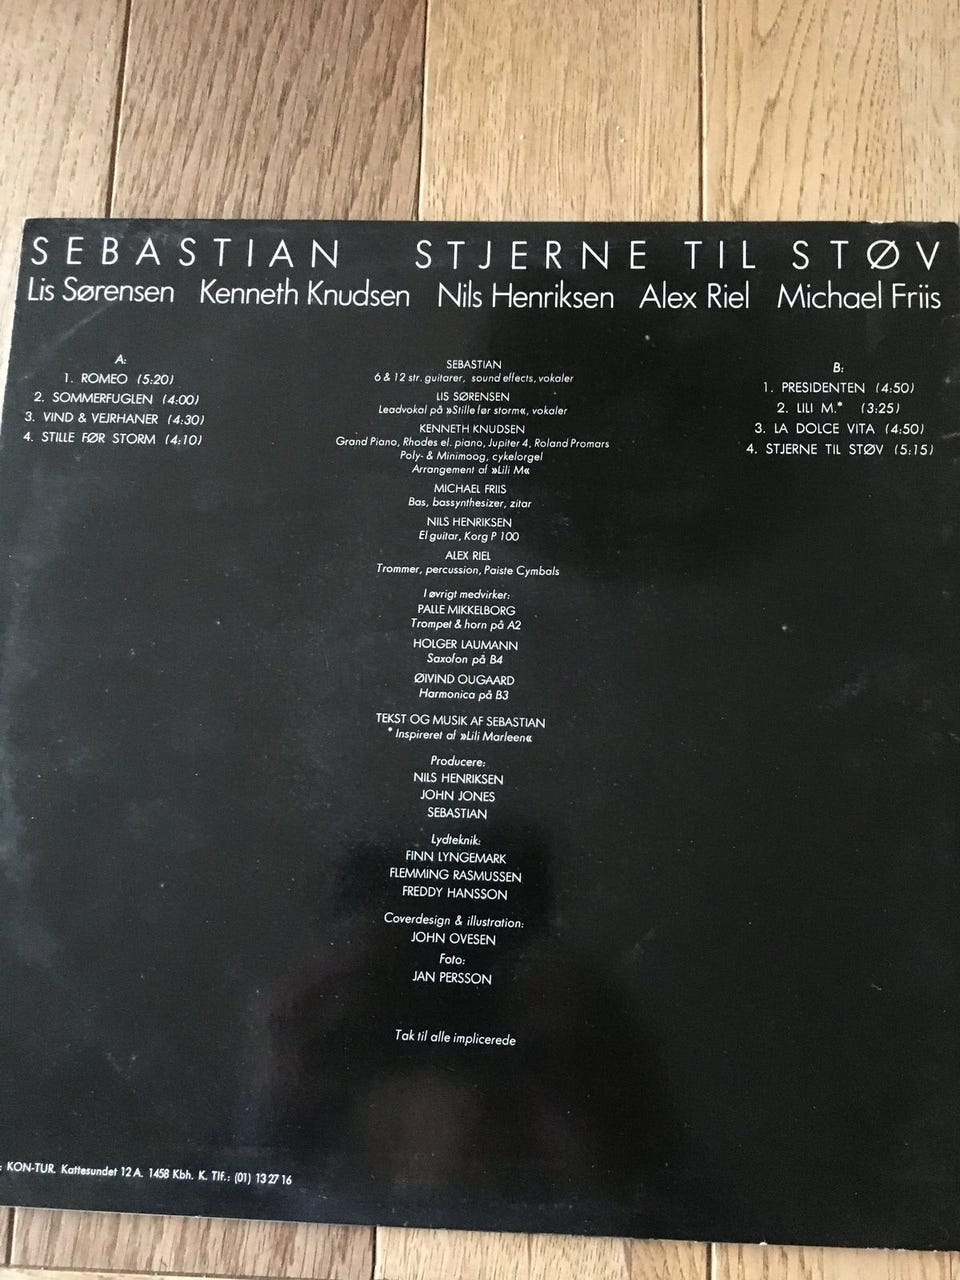 SEBASTIAN STJERNE TIL STØV
Lis Sørensen Kenneth Knudsen Nils Henriksen Alex Riel Michael Friis
A:
1. ROMEO (5:20)
2. SOMMERFUGLEN (4:00)
3. VIND & VEJRHANER (4:30)
4. STILLE FØR STORM (4:10)
SEBASTIAN
6 & 12 str. guitarer, sound effects, vokaler
LIS SØRENSEN
Leadvokal på »Stille før storm«, vokaler
KENNETH KNUDSEN
Grand Piano, Rhodes el. piano, Jupiter 4, Roland Promars
Poly- & Minimoog, cykelorgel
Arrangement af »Lili M«
MICHAEL FRIIS
Bas, bassynthesizer, zitar
NILS HENRIKSEN
El guitar, Korg P 100
ALEX RIEL
Trommer, percussion, Paiste Cymbals
I øvrigt medvirker:
PALLE MIKKELBORG
Trompet & horn på A2
HOLGER LAUMANN
Saxofon på B4
ØIVIND OUGAARD
Harmonica på B3
TEKST OG MUSIK AF SEBASTIAN
* Inspireret af »Lili Marleen«
Producere:
NILS HENRIKSEN
JOHN JONES
SEBASTIAN
Lydteknik:
FINN LYNGEMARK
FLEMMING RASMUSSEN
FREDDY HANSSON
Coverdesign & illustration:
JOHN OVESEN
Foto:
JAN PERSSON
Tak til alle implicerede
B:
1. PRESIDENTEN (4:50)
2. LILI M.* (3:25)
3. LA DOLCE VITA (4:50)
4. STJERNE TIL STØV (5:15)
: KON-TUR. Kattesundet 12 A. 1458 Kbh. K. Tlf.: (01) 13 27 16